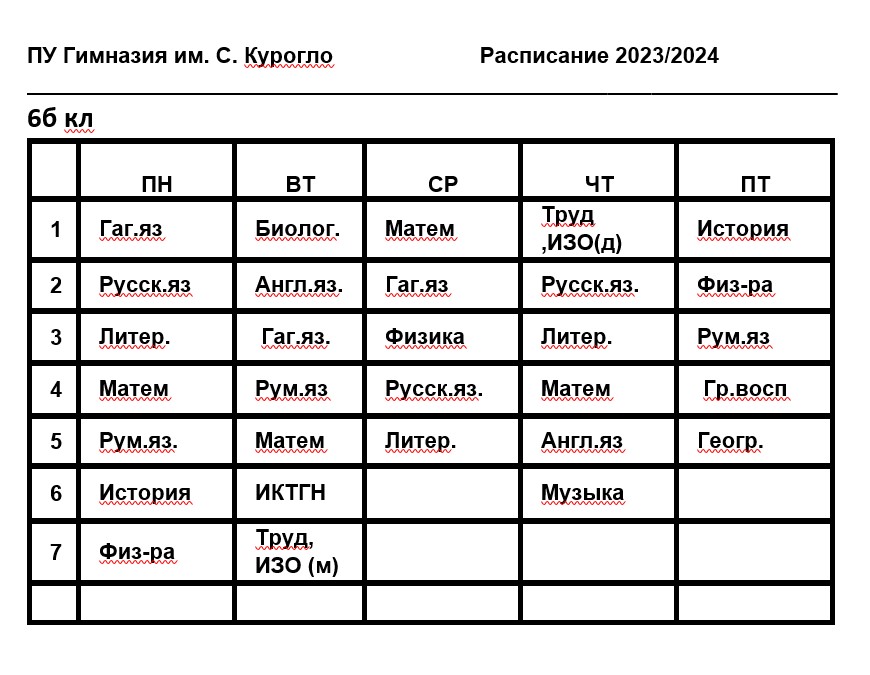 ПУ Гимназия им. С. Курогло Расписание 2023/2024
6б кл
ПН ВТ СР ЧТ ПТ
1 Гаг.яз Биолог. Матем Труд ,ИЗО(д) История
2 Русск.яз Англ.яз. Гаг.яз Русск.яз. Физ-ра
3 Литер. Гаг.яз. Физика Литер. Рум.яз
4 Матем Рум.яз Русск.яз. Матем Гр.восп
5 Рум.яз. Матем Литер. Англ.яз Геогр.
6 История ИКТГН Музыка
7 Физ-ра Труд, ИЗО (м)